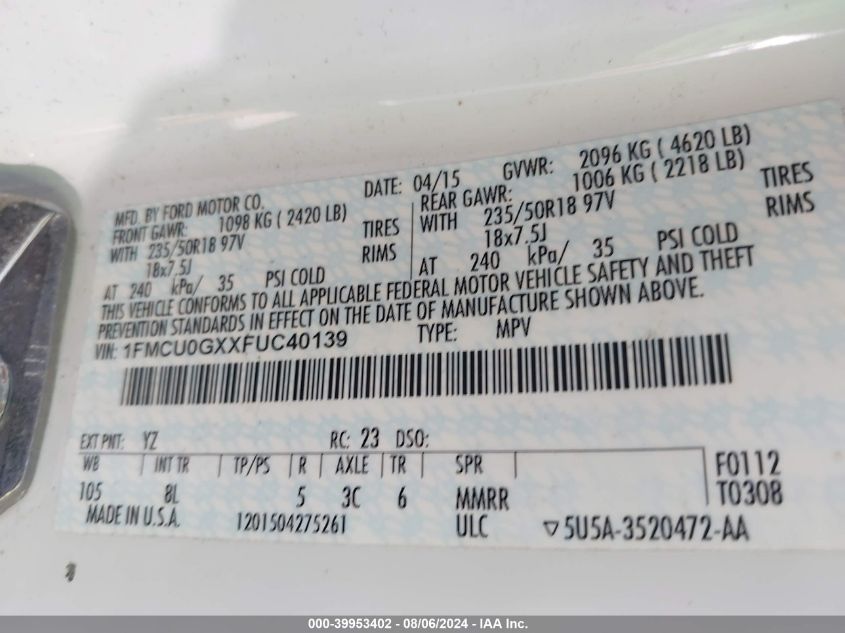 MFD. BY FORD MOTOR CO. DATE: 04/15 GVWR: 2096 KG ( 4620 LB)
FRONT GAWR: 1098 KG ( 2420 LB) REAR GAWR: 1006 KG ( 2218 LB)
WITH 235/50R18 97V TIRES WITH 235/50R18 97V TIRES
18x7.5J RIMS 18x7.5J RIMS
AT 240 kPa/ 35 PSI COLD AT 240 kPa/ 35 PSI COLD
THIS VEHICLE CONFORMS TO ALL APPLICABLE FEDERAL MOTOR VEHICLE SAFETY AND THEFT
PREVENTION STANDARDS IN EFFECT ON THE DATE OF MANUFACTURE SHOWN ABOVE.
VIN: 1FMCU0GXXFUC40139 TYPE: MPV
EXT PNT: YZ RC: 23 DSO:
WB INT TR TP/PS R AXLE TR SPR F0112
105 8L 5 3C 6 MMRR T0308
MADE IN U.S.A. 1201504275261 ULC ▽5U5A-3520472-AA
000-39953402 - 08/06/2024 - IAA Inc.